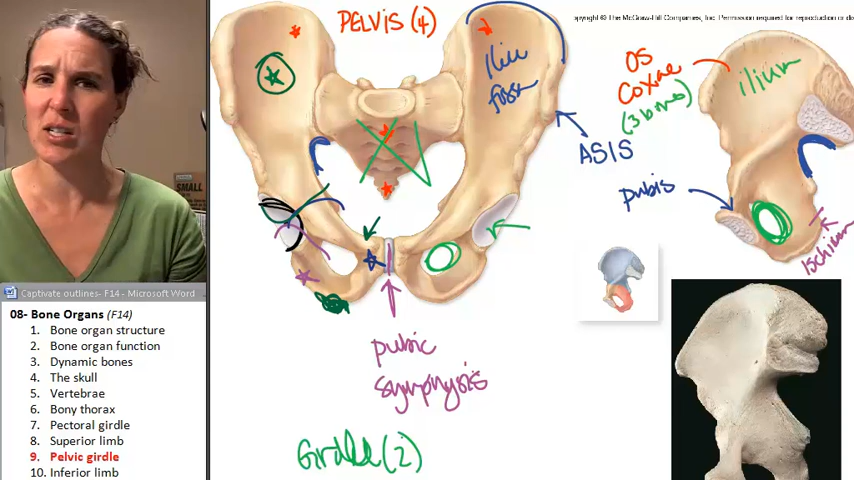 opyright © The McGraw-Hill Companies, Inc. Permission required for reproduction or
PELVIS (4)
OS
Coxae
(3 bones)
ilium
Iliac
fossa
ASIS
pubis
Ischium
pubic
symphysis
Girdle (2)
SMALL
Captivate outlines- F14 - Microsoft Word
08- Bone Organs (F14)
1. Bone organ structure
2. Bone organ function
3. Dynamic bones
4. The skull
5. Vertebrae
6. Bony thorax
7. Pectoral girdle
8. Superior limb
9. Pelvic girdle
10. Inferior limb